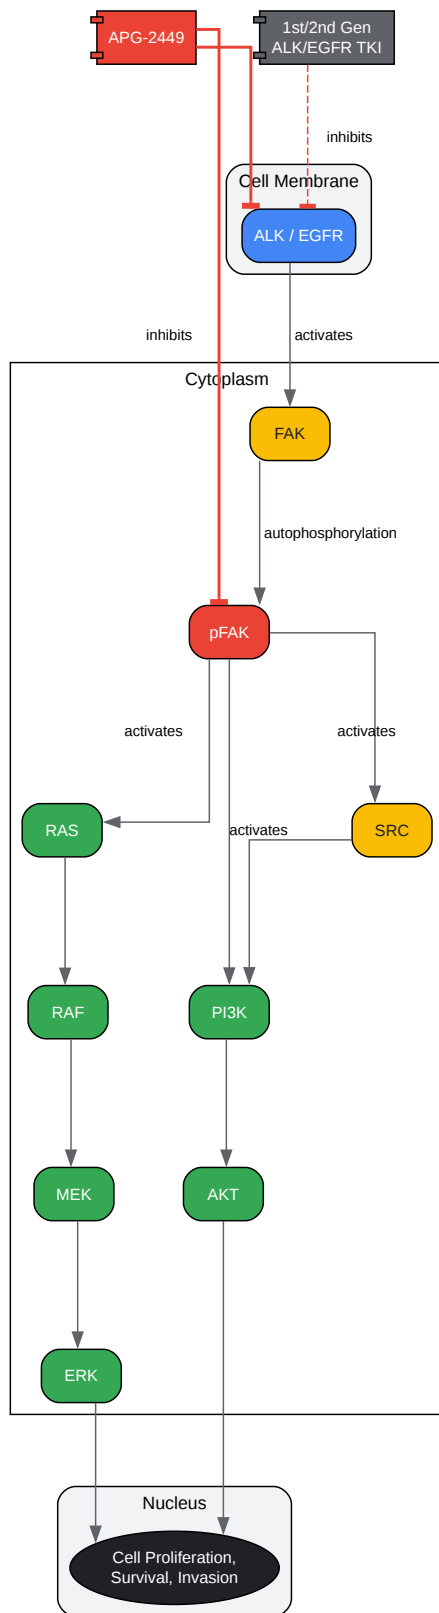 APG-2449
1st/2nd Gen
ALK/EGFR TKI
inhibits
Cell Membrane
ALK / EGFR
inhibits
activates
Cytoplasm
FAK
autophosphorylation
pFAK
activates
activates
RAS
activates
SRC
RAF
PI3K
MEK
AKT
ERK
Nucleus
Cell Proliferation,
Survival, Invasion